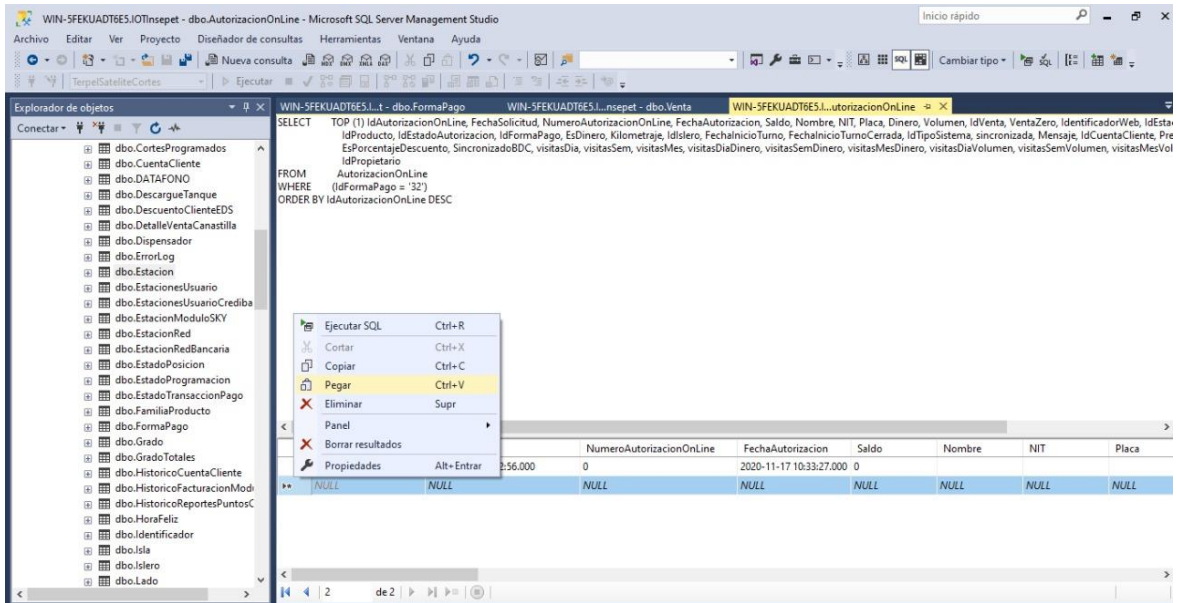 WIN-5FEKUADT6E5.IOTInsepet - dbo.AutorizacionOnLine - Microsoft SQL Server Management Studio
Inicio rápido
Archivo Editar Ver Proyecto Diseñador de consultas Herramientas Ventana Ayuda
Nueva consulta
Cambiar tipo
TerpelSateliteCortes
Ejecutar
Explorador de objetos
Conectar
dbo.CortesProgramados
dbo.CuentaCliente
dbo.DATAFONO
dbo.DescargueTanque
dbo.DescuentoClienteEDS
dbo.DetalleVentaCanastilla
dbo.Dispensador
dbo.ErrorLog
dbo.Estacion
dbo.EstacionesUsuario
dbo.EstacionesUsuarioCrediba
dbo.EstacionModuloSKY
dbo.EstacionRed
dbo.EstacionRedBancaria
dbo.EstadoPosicion
dbo.EstadoProgramacion
dbo.EstadoTransaccionPago
dbo.FamiliaProducto
dbo.FormaPago
dbo.Grado
dbo.GradoTotales
dbo.HistoricoCuentaCliente
dbo.HistoricoFacturacionMod
dbo.HistoricoReportesPuntosC
dbo.HoraFeliz
dbo.Identificador
dbo.Isla
dbo.Islero
dbo.Lado
WIN-5FEKUADT6E5.I...t - dbo.FormaPago
WIN-5FEKUADT6E5.I...nsepet - dbo.Venta
WIN-5FEKUADT6E5.I...utorizacionOnLine
SELECT TOP (1) IdAutorizacionOnLine, FechaSolicitud, NumeroAutorizacionOnLine, FechaAutorizacion, Saldo, Nombre, NIT, Placa, Dinero, Volumen, IdVenta, VentaZero, IdentificadorWeb, IdEsta
IdProducto, IdEstadoAutorizacion, IdFormaPago, EsDinero, Kilometraje, IdIslero, FechaInicioTurno, FechaInicioTurnoCerrada, IdTipoSistema, sincronizada, Mensaje, IdCuentaCliente, Pre
EsPorcentajeDescuento, SincronizadoBDC, visitasDia, visitasSem, visitasMes, visitasDiaDinero, visitasSemDinero, visitasMesDinero, visitasDiaVolumen, visitasSemVolumen, visitasMesVol
IdPropietario
FROM AutorizacionOnLine
WHERE (IdFormaPago = '32')
ORDER BY IdAutorizacionOnLine DESC
Ejecutar SQL Ctrl+R
Cortar Ctrl+X
Copiar Ctrl+C
Pegar Ctrl+V
Eliminar Supr
Panel
Borrar resultados
Propiedades Alt+Entrar
NumeroAutorizacionOnLine FechaAutorizacion Saldo Nombre NIT Placa
2:56.000 0 2020-11-17 10:33:27.000 0
NULL NULL NULL NULL NULL NULL NULL NULL
2 de 2